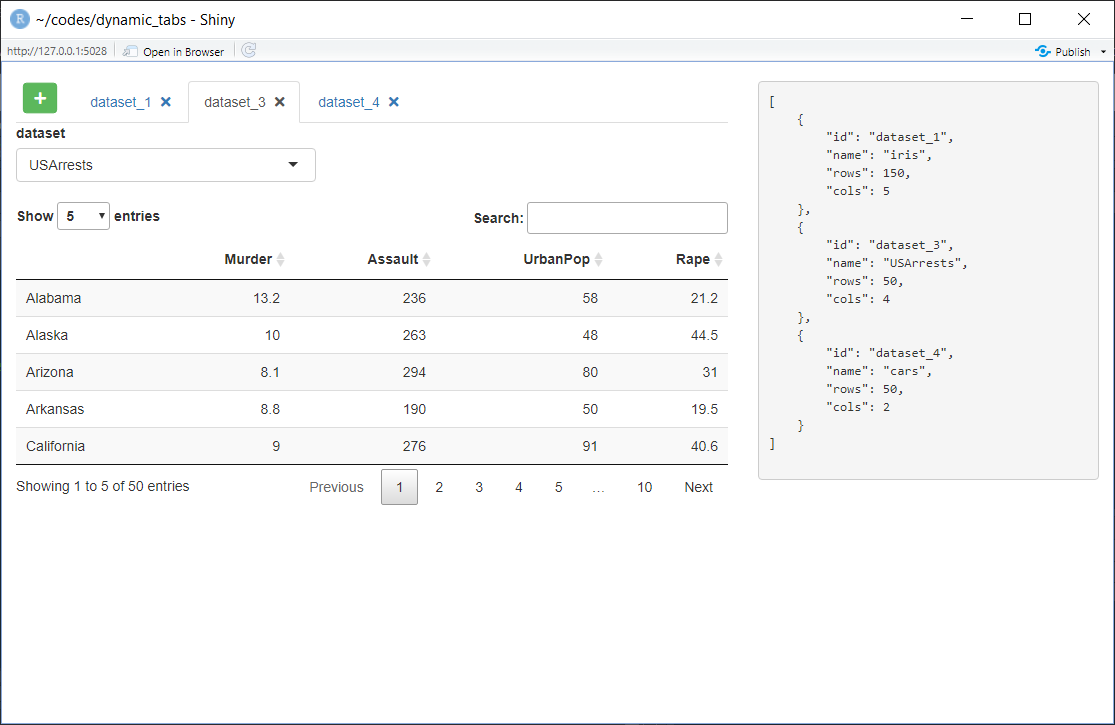 R ~/codes/dynamic_tabs - Shiny
http://127.0.0.1:5028 Open in Browser Publish
+ dataset_1 × dataset_3 × dataset_4 ×
dataset
USArrests
Show 5 entries Search:
Murder Assault UrbanPop Rape
Alabama 13.2 236 58 21.2
Alaska 10 263 48 44.5
Arizona 8.1 294 80 31
Arkansas 8.8 190 50 19.5
California 9 276 91 40.6
Showing 1 to 5 of 50 entries Previous 1 2 3 4 5 … 10 Next
[
    {
        "id": "dataset_1",
        "name": "iris",
        "rows": 150,
        "cols": 5
    },
    {
        "id": "dataset_3",
        "name": "USArrests",
        "rows": 50,
        "cols": 4
    },
    {
        "id": "dataset_4",
        "name": "cars",
        "rows": 50,
        "cols": 2
    }
]